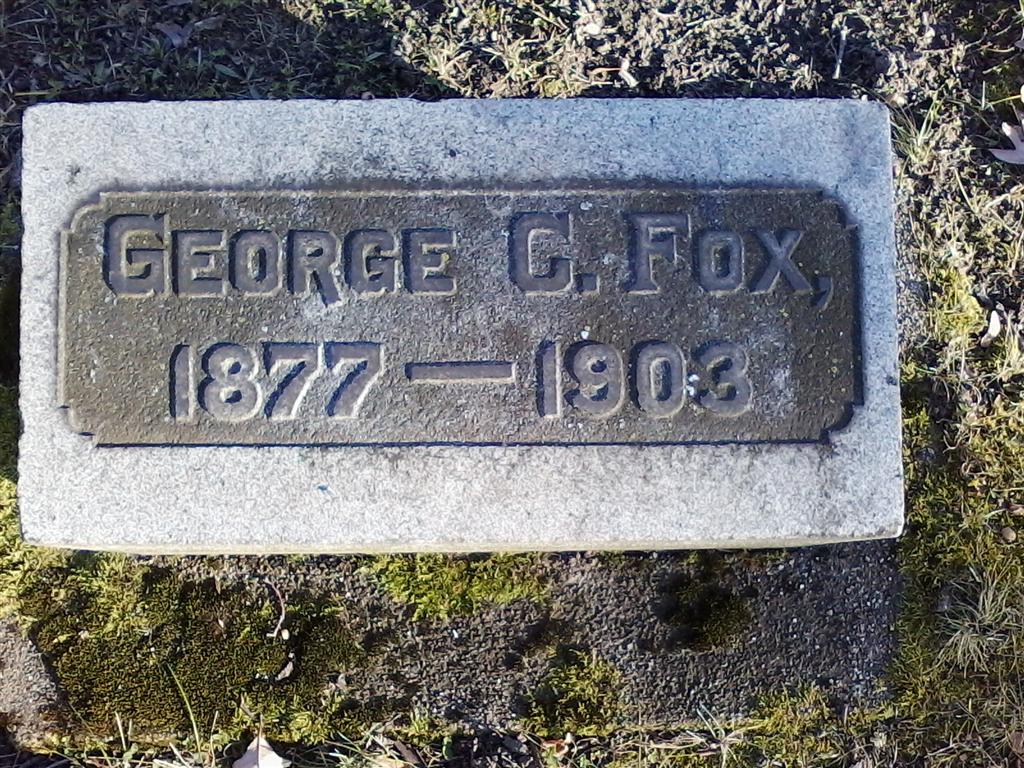 GEORGE C. FOX,
1877 — 1903